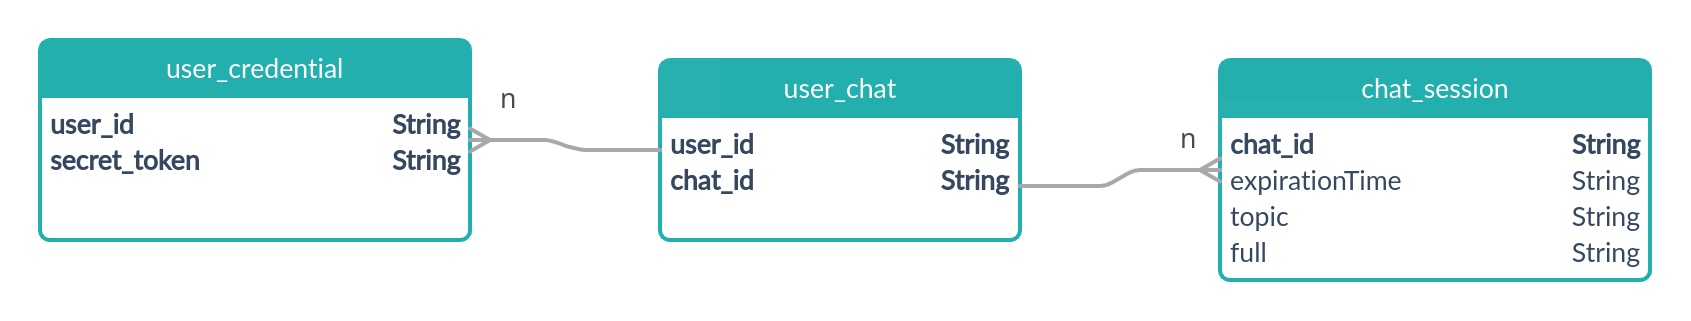 user_credential
user_id String
secret_token String
n
user_chat
user_id String
chat_id String
n
chat_session
chat_id String
expirationTime String
topic String
full String